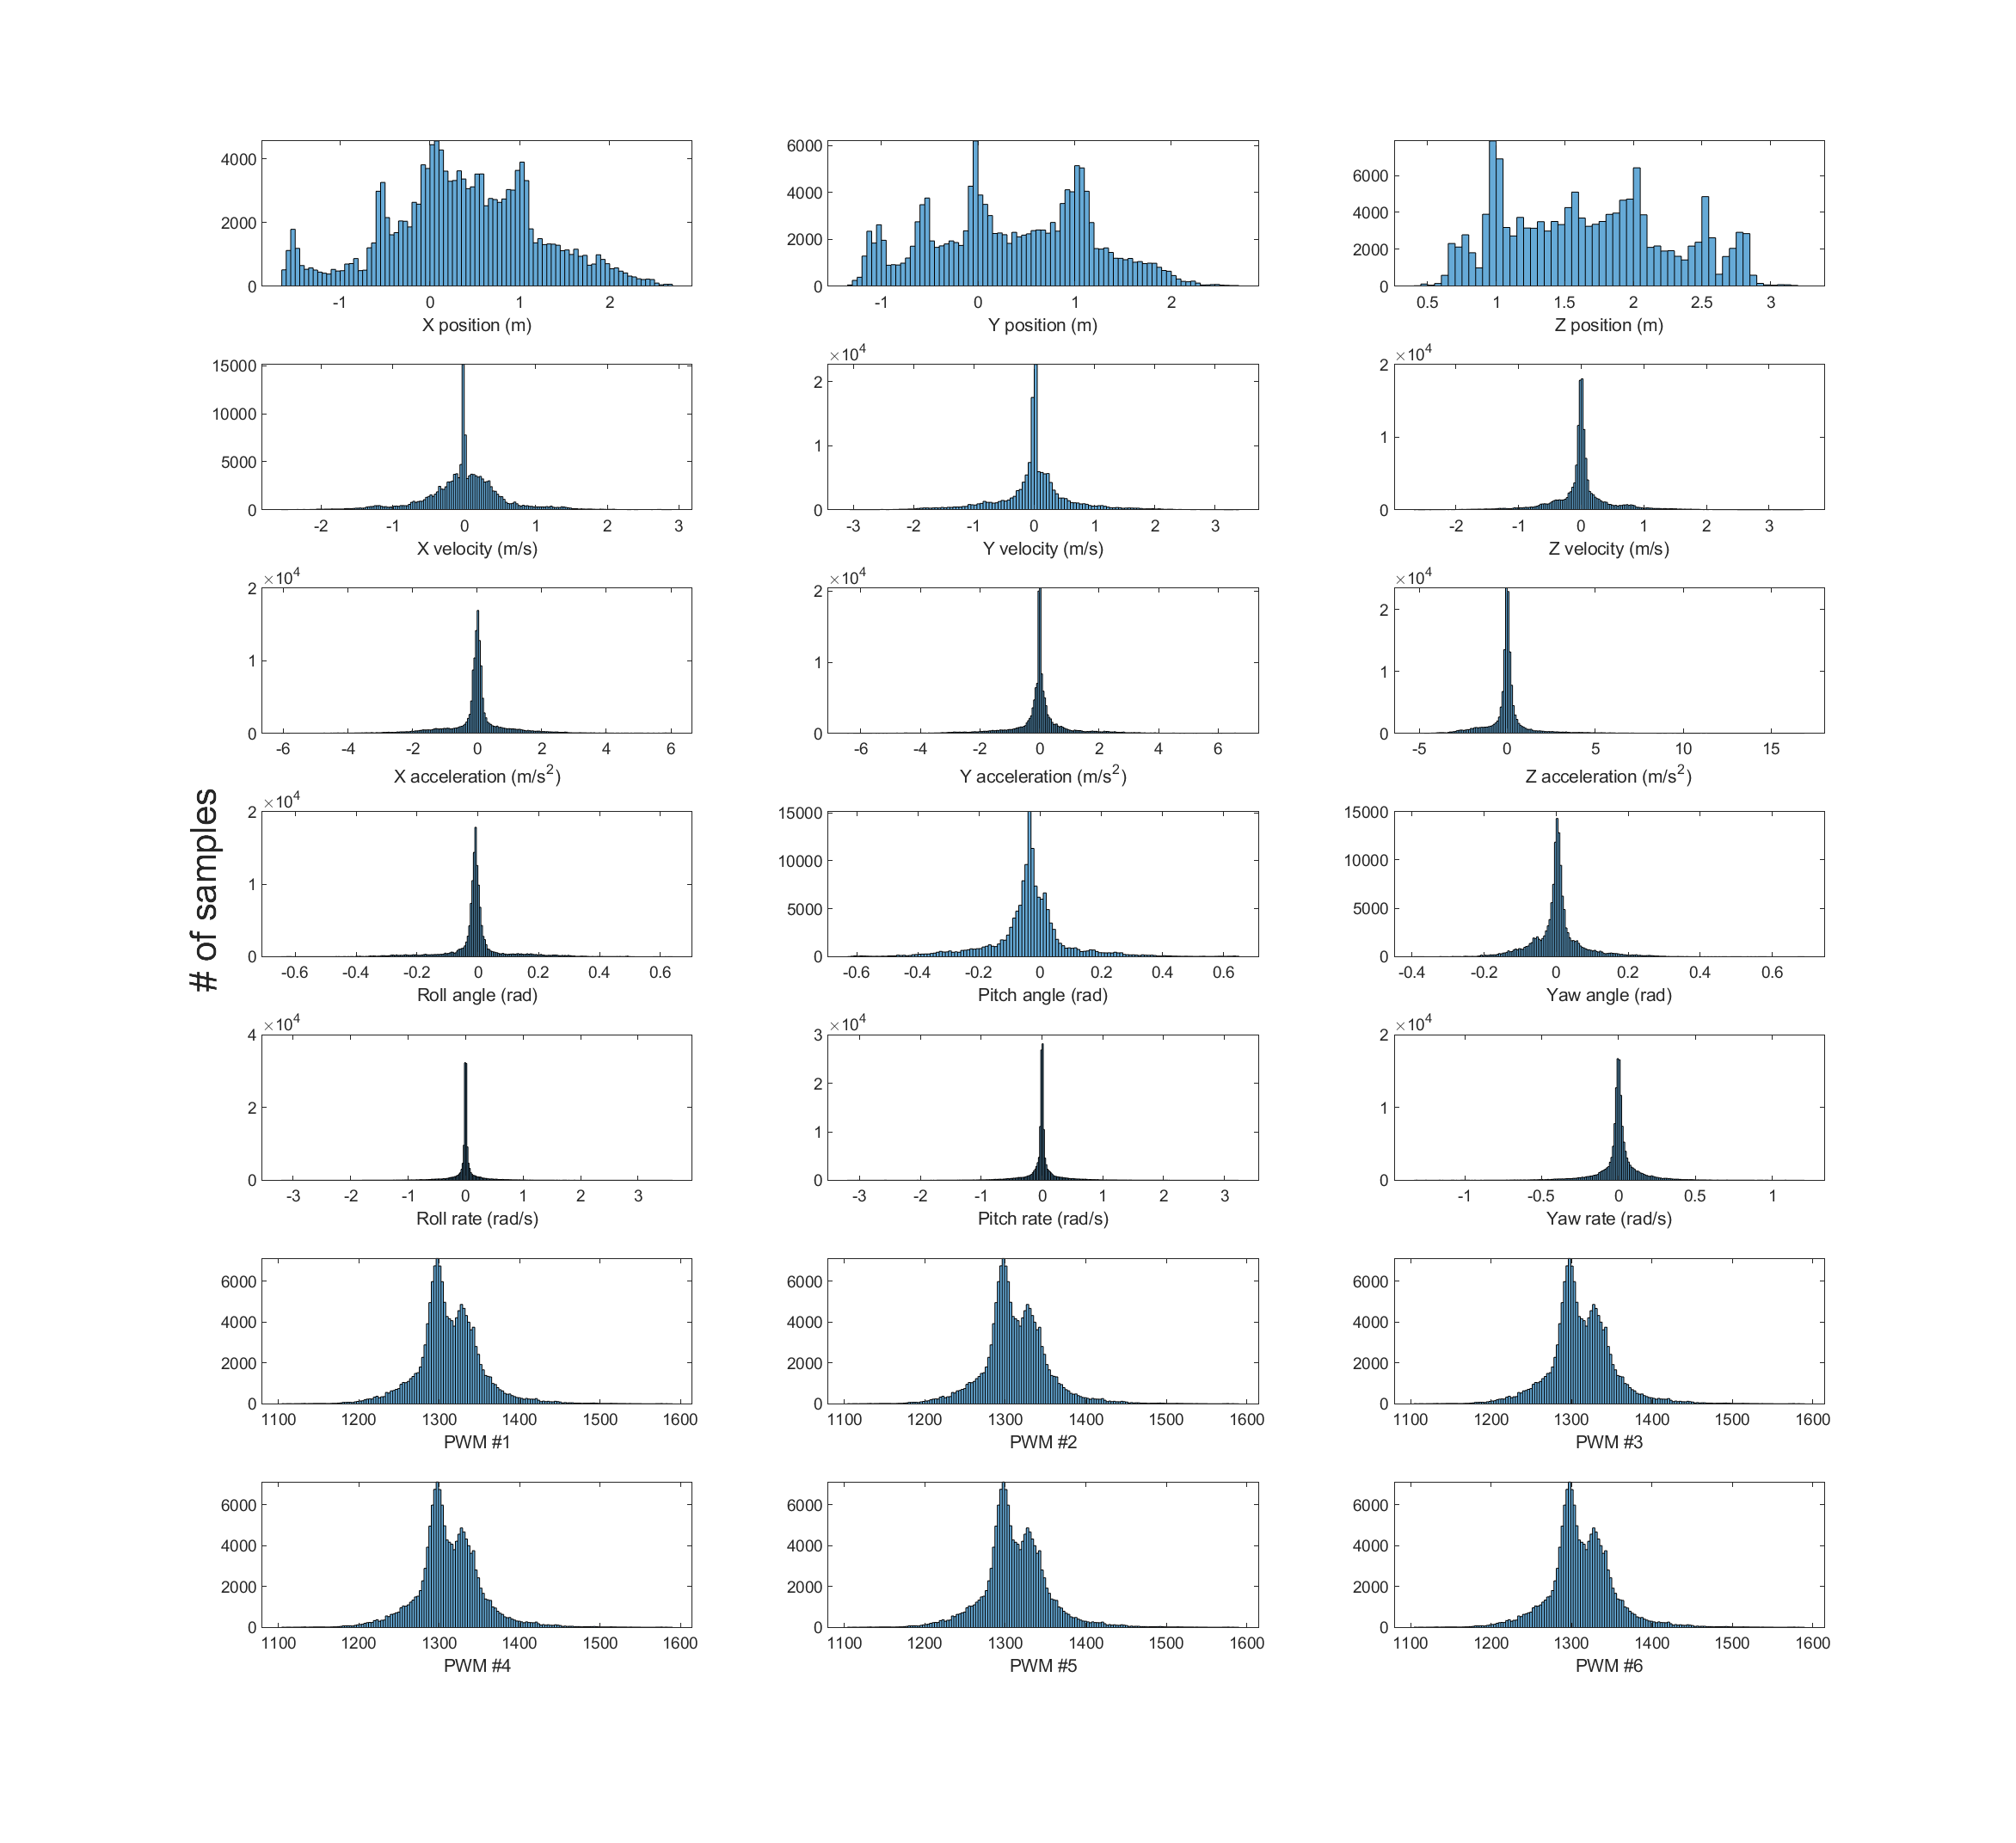 # of samples
4000
2000
0
-1 0 1 2
X position (m)
6000
4000
2000
0
-1 0 1 2
Y position (m)
6000
4000
2000
0
0.5 1 1.5 2 2.5 3
Z position (m)
15000
10000
5000
0
-2 -1 0 1 2 3
X velocity (m/s)
×10^4
2
1
0
-3 -2 -1 0 1 2 3
Y velocity (m/s)
×10^4
2
1
0
-2 -1 0 1 2 3
Z velocity (m/s)
×10^4
2
1
0
-6 -4 -2 0 2 4 6
X acceleration (m/s^2)
×10^4
2
1
0
-6 -4 -2 0 2 4 6
Y acceleration (m/s^2)
×10^4
2
1
0
-5 0 5 10 15
Z acceleration (m/s^2)
×10^4
2
1
0
-0.6 -0.4 -0.2 0 0.2 0.4 0.6
Roll angle (rad)
15000
10000
5000
0
-0.6 -0.4 -0.2 0 0.2 0.4 0.6
Pitch angle (rad)
15000
10000
5000
0
-0.4 -0.2 0 0.2 0.4 0.6
Yaw angle (rad)
×10^4
4
2
0
-3 -2 -1 0 1 2 3
Roll rate (rad/s)
×10^4
3
2
1
0
-3 -2 -1 0 1 2 3
Pitch rate (rad/s)
×10^4
2
1
0
-1 -0.5 0 0.5 1
Yaw rate (rad/s)
6000
4000
2000
0
1100 1200 1300 1400 1500 1600
PWM #1
6000
4000
2000
0
1100 1200 1300 1400 1500 1600
PWM #2
6000
4000
2000
0
1100 1200 1300 1400 1500 1600
PWM #3
6000
4000
2000
0
1100 1200 1300 1400 1500 1600
PWM #4
6000
4000
2000
0
1100 1200 1300 1400 1500 1600
PWM #5
6000
4000
2000
0
1100 1200 1300 1400 1500 1600
PWM #6